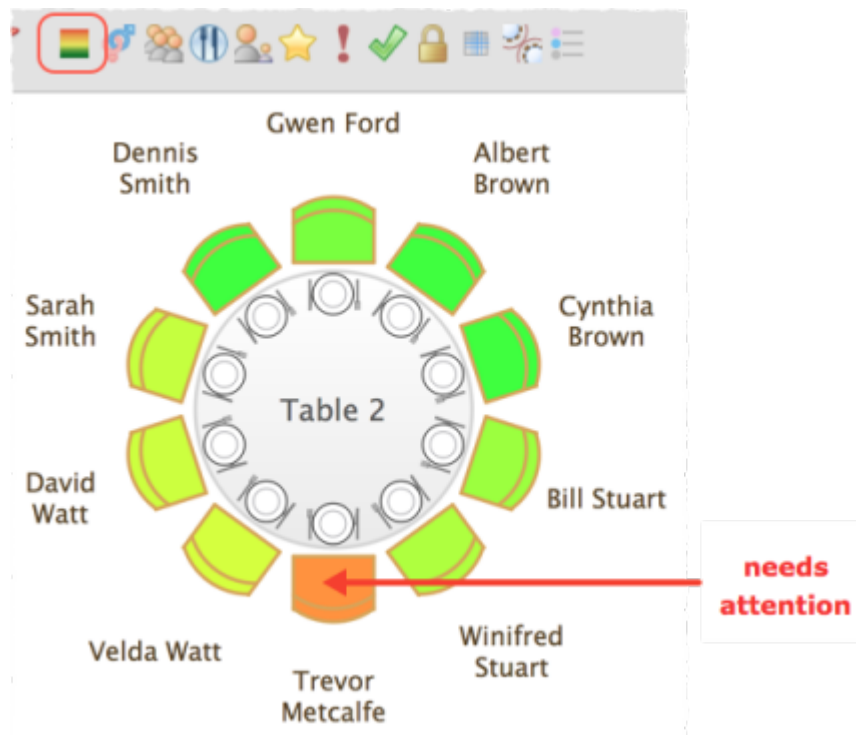 Gwen Ford
Dennis
Smith
Albert
Brown
Sarah
Smith
Cynthia
Brown
Table 2
David
Watt
Bill Stuart
needs
attention
Velda Watt
Winifred
Stuart
Trevor
Metcalfe